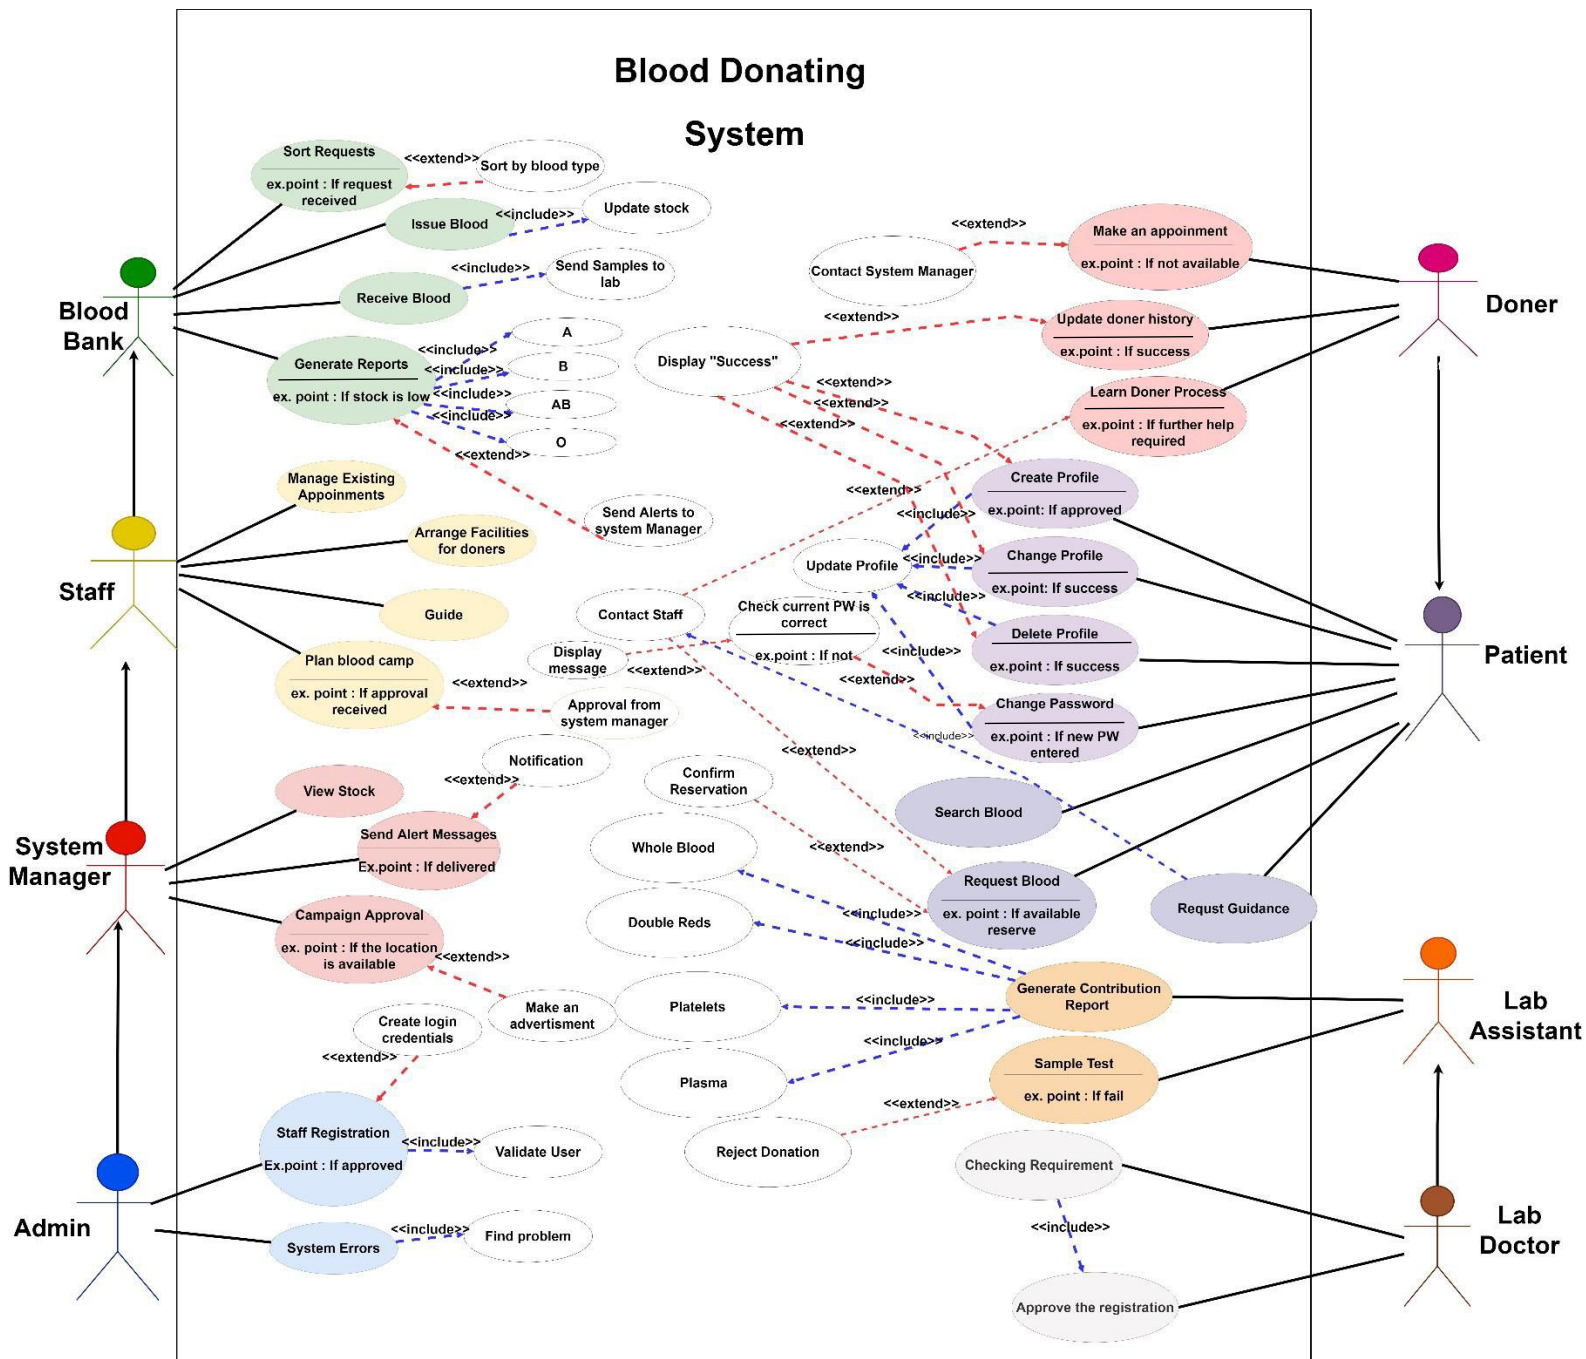 Blood Donating
System
Sort Requests
ex.point : If request
received
<<extend>>
Sort by blood type
Issue Blood
<<include>>
Update stock
Receive Blood
<<include>>
Send Samples to
lab
Blood
Bank
Generate Reports
ex. point : If stock is low
<<include>>
<<include>>
<<include>>
<<include>>
A
B
AB
O
<<extend>>
Send Alerts to
system Manager
Manage Existing
Appoinments
Arrange Facilities
for doners
Staff
Guide
Plan blood camp
ex. point : If approval
received
<<extend>>
Approval from
system manager
Notification
<<extend>>
View Stock
Send Alert Messages
Ex.point : If delivered
System
Manager
Campaign Approval
ex. point : If the location
is available
<<extend>>
Make an
advertisment
Create login
credentials
<<extend>>
Staff Registration
Ex.point : If approved
<<include>>
Validate User
Admin
System Errors
<<include>>
Find problem
Contact System Manager
<<extend>>
Make an appoinment
ex.point : If not available
Doner
Display "Success"
<<extend>>
Update doner history
ex.point : If success
<<extend>>
<<extend>>
<<extend>>
Learn Doner Process
ex.point : If further help
required
<<extend>>
Create Profile
ex.point: If approved
<<include>>
Update Profile
<<include>>
Change Profile
ex.point: If success
<<include>>
Contact Staff
Check current PW is
correct
ex.point : If not
Display
message
<<extend>>
Delete Profile
ex.point : If success
<<include>>
<<extend>>
Change Password
ex.point : If new PW
entered
Patient
<<include>>
<<extend>>
Confirm
Reservation
<<extend>>
Search Blood
Request Blood
ex. point : If available
reserve
Requst Guidance
Whole Blood
Double Reds
Platelets
Plasma
<<include>>
<<include>>
<<include>>
<<include>>
Generate Contribution
Report
Lab
Assistant
Sample Test
ex. point : If fail
<<extend>>
Reject Donation
Checking Requirement
<<include>>
Approve the registration
Lab
Doctor